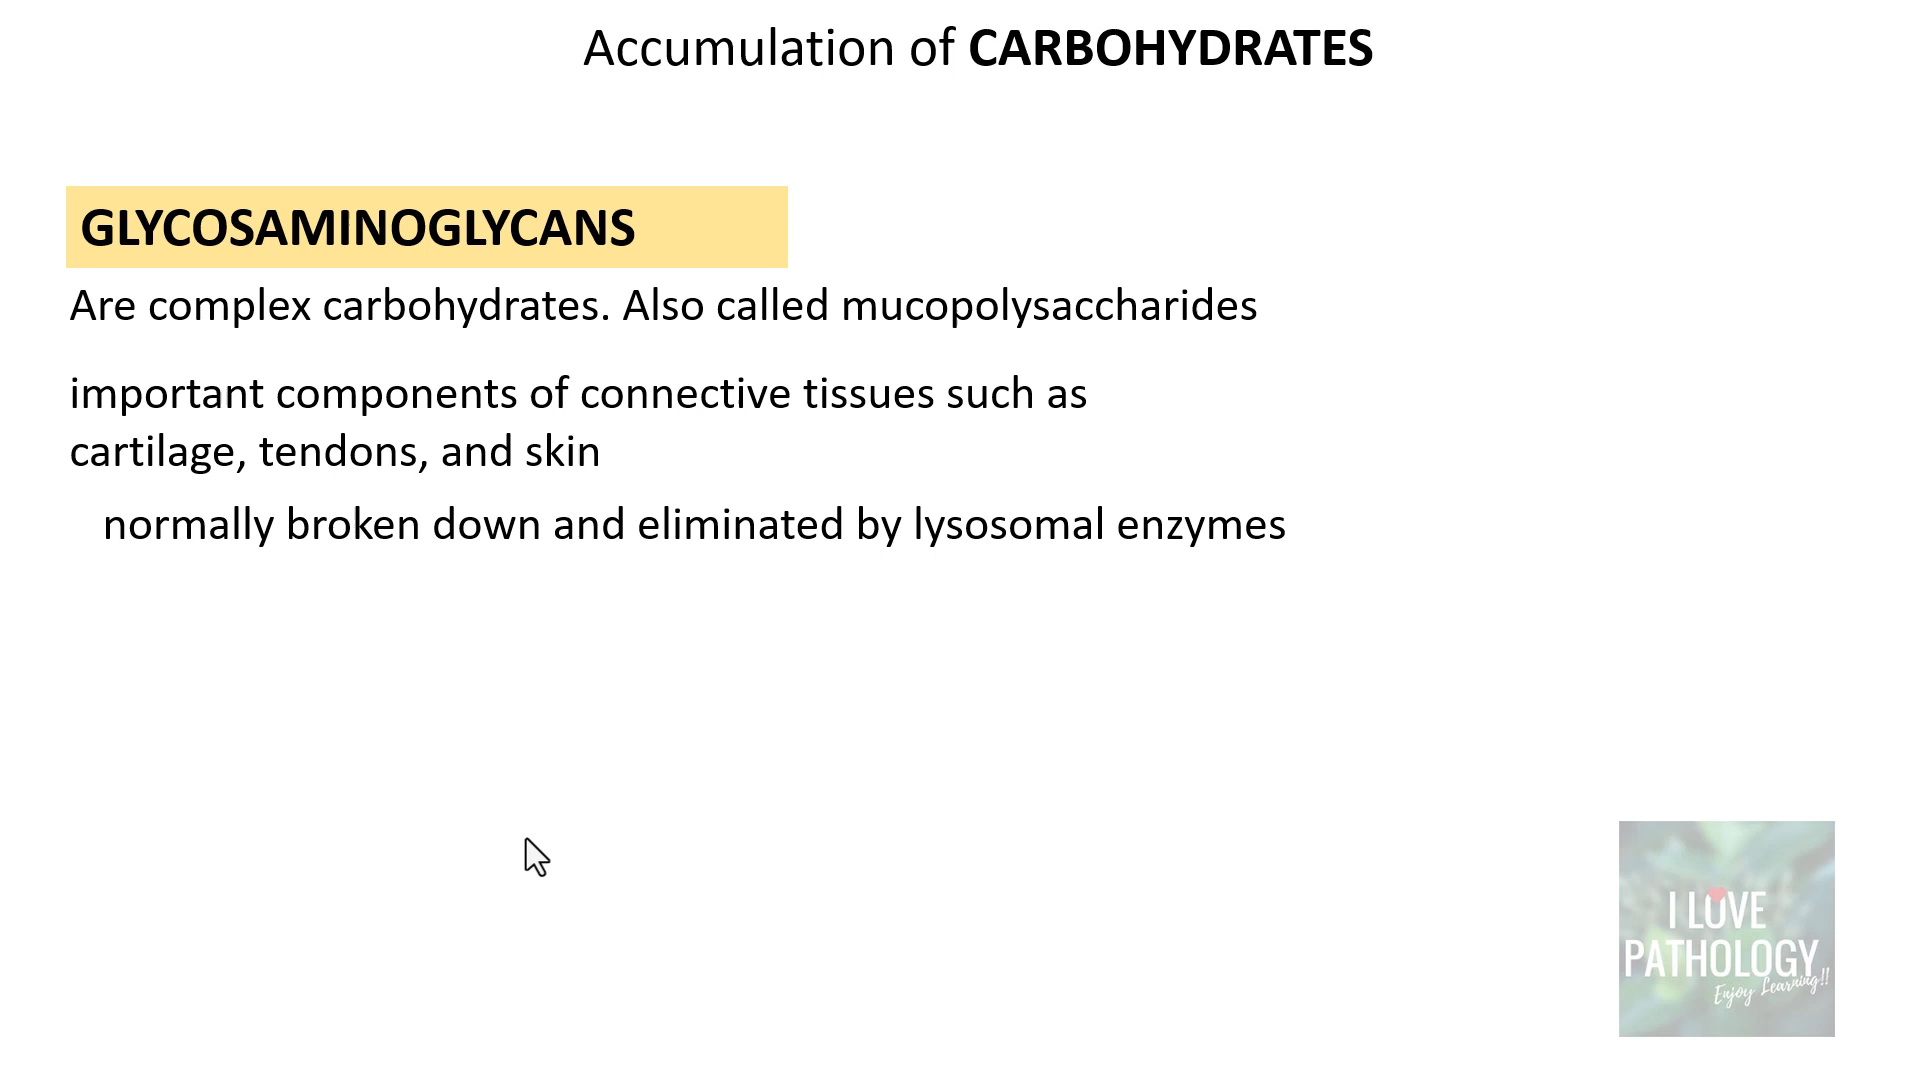 Accumulation of CARBOHYDRATES
GLYCOSAMINOGLYCANS
Are complex carbohydrates. Also called mucopolysaccharides
important components of connective tissues such as
cartilage, tendons, and skin
normally broken down and eliminated by lysosomal enzymes
I LOVE
PATHOLOGY
Enjoy Learning!!